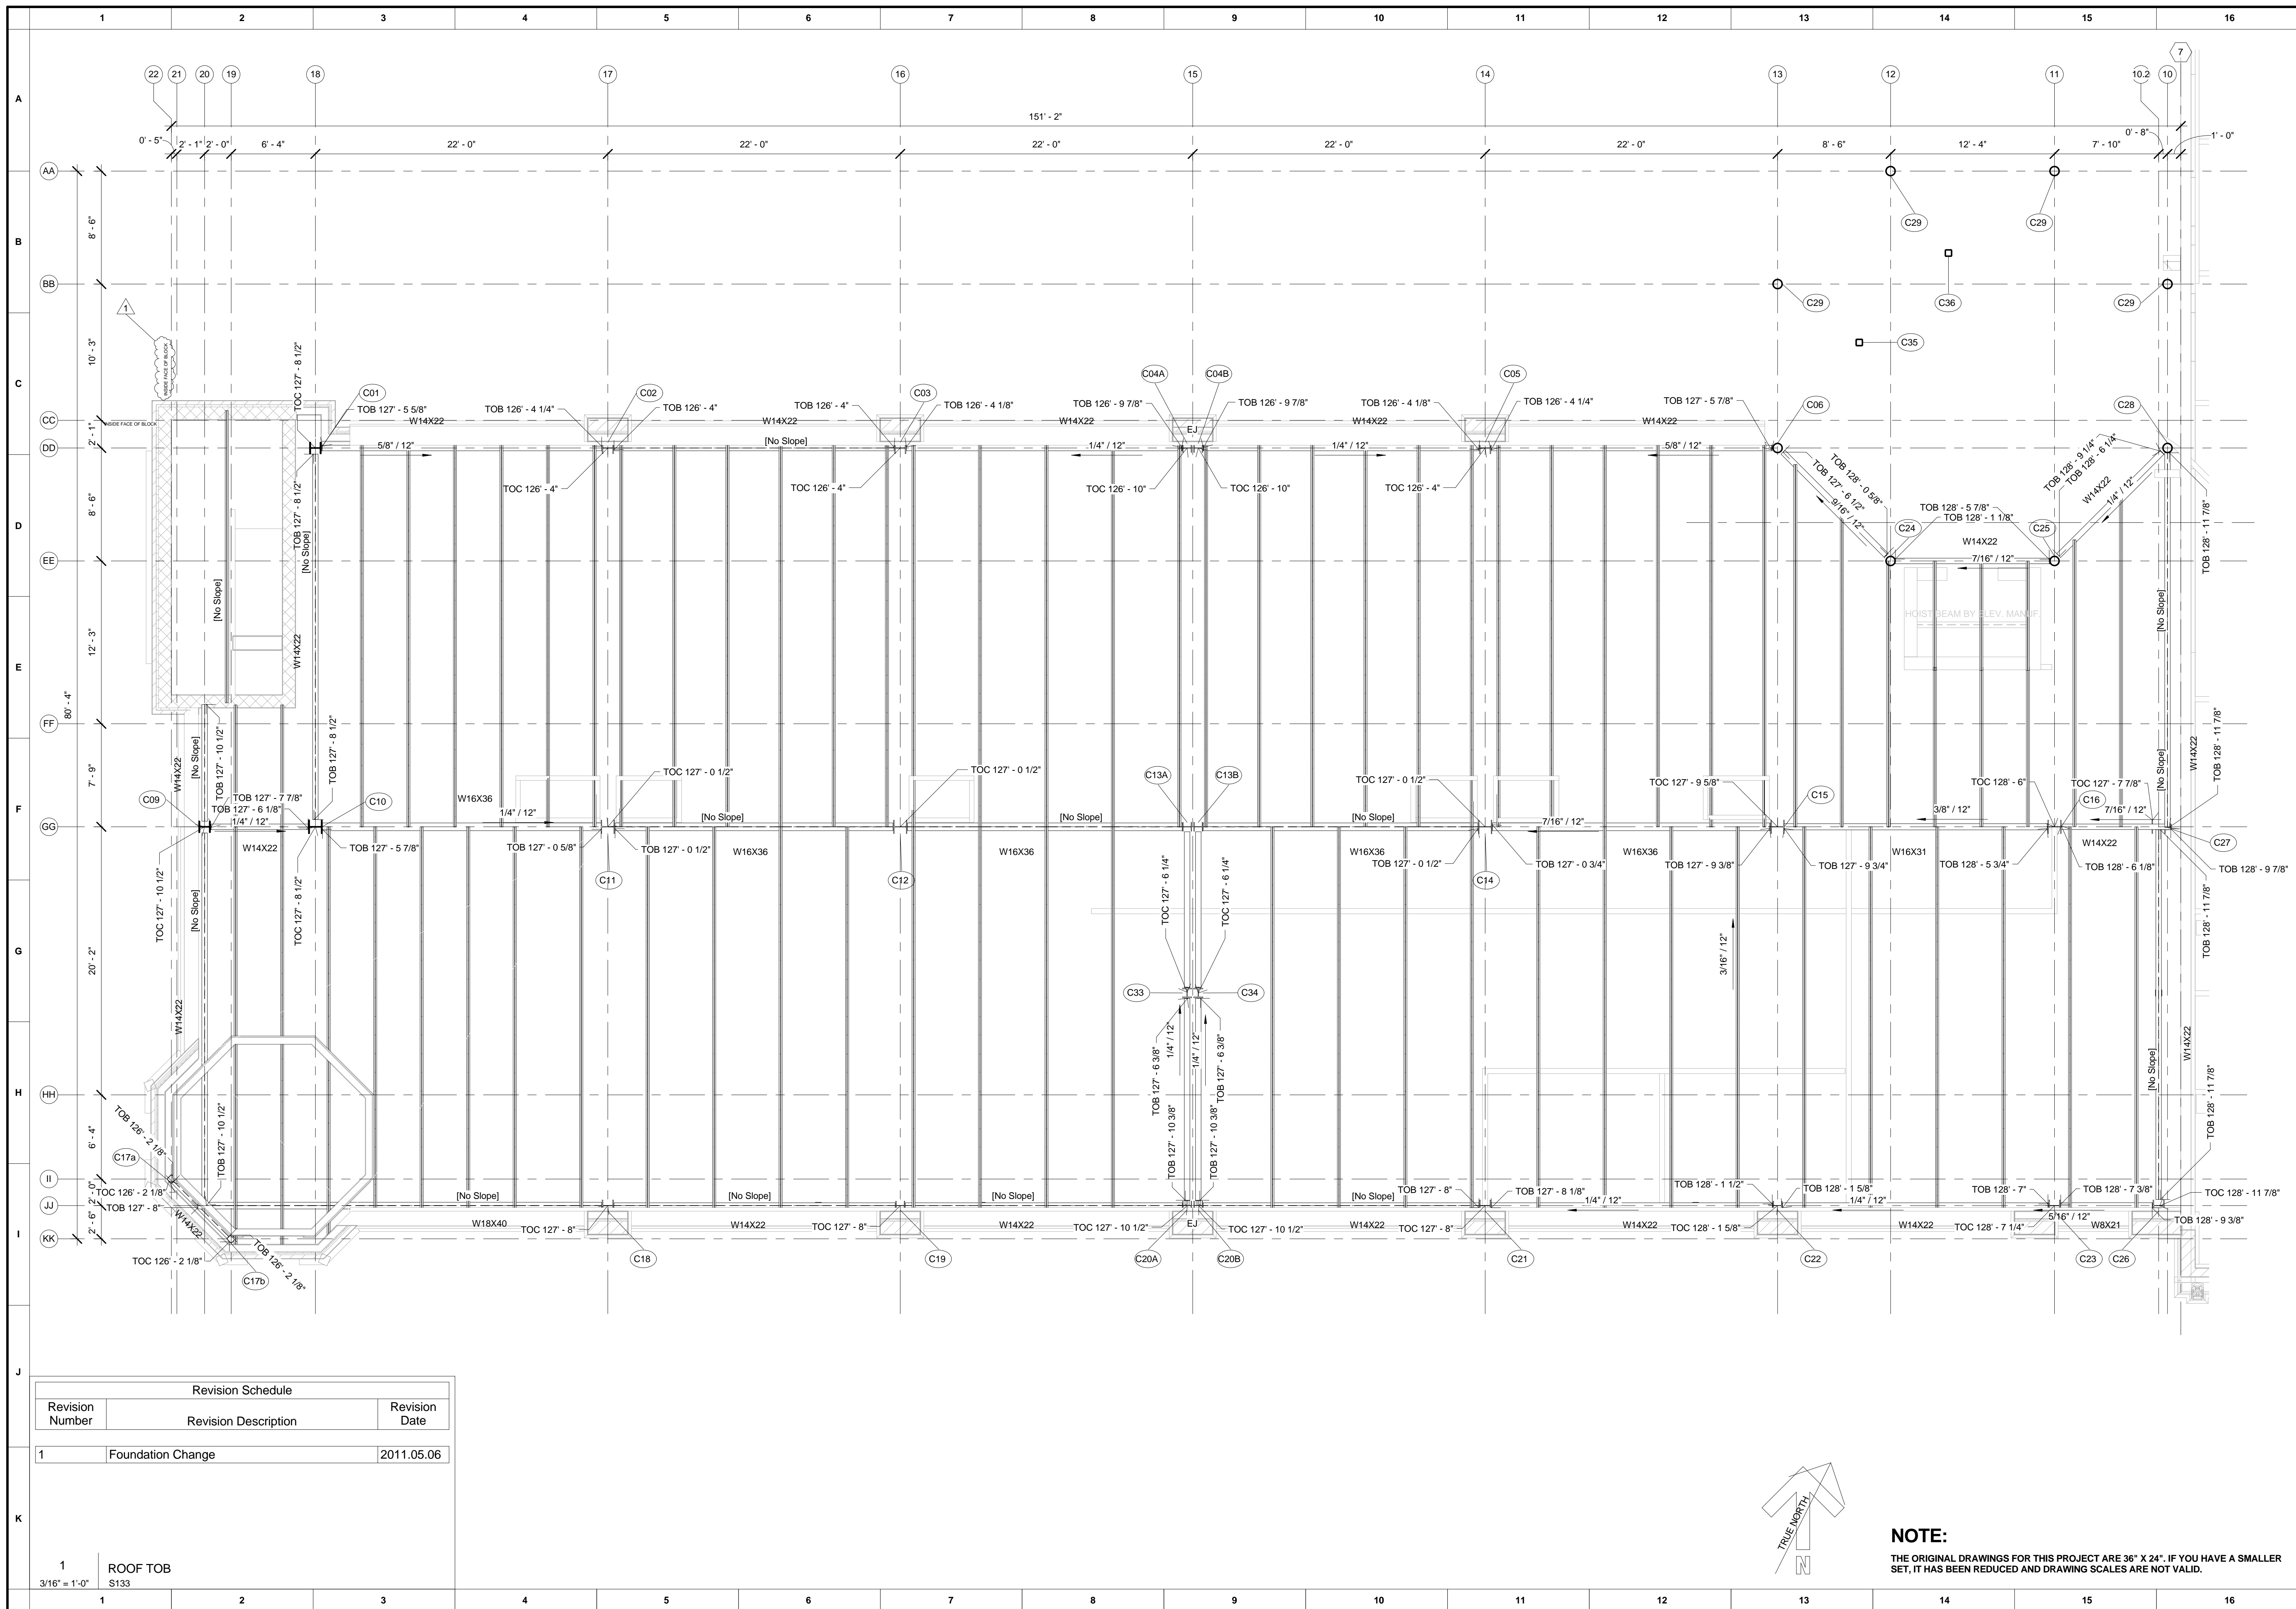 1 2 3 4 5 6 7 8 9 10 11 12 13 14 15 16
7
22 21 20 19 18 17 16 15 14 13 12 11 10.2 10
A
151' - 2"
0' - 5" 2' - 1" 2' - 0" 6' - 4" 22' - 0" 22' - 0" 22' - 0" 22' - 0" 22' - 0" 8' - 6" 12' - 4" 7' - 10" 0' - 8" 1' - 0"
AA
8' - 6"
C29 C29
B
C36
BB
C29 C29
1
10' - 3"
INSIDE FACE OF BLOCK
C35
C
TOC 127' - 8 1/2"
C01 C02 C03 C04A C04B C05 C06 C28
TOB 127' - 5 5/8" TOB 126' - 4 1/4" TOB 126' - 4" TOB 126' - 4" TOB 126' - 4 1/8" TOB 126' - 9 7/8" TOB 126' - 9 7/8" TOB 126' - 4 1/8" TOB 126' - 4 1/4" TOB 127' - 5 7/8"
CC
INSIDE FACE OF BLOCK
W14X22 W14X22 W14X22 W14X22 W14X22 W14X22
EJ
2' - 1"
DD
5/8" / 12" [No Slope] 1/4" / 12" 1/4" / 12" 5/8" / 12"
TOC 126' - 4" TOC 126' - 4" TOC 126' - 10" TOC 126' - 10" TOC 126' - 4"
TOB 128' - 0 5/8"
TOB 127' - 6 1/2"
9/16" / 12"
TOB 128' - 9 1/4"
TOB 128' - 6 1/4"
W14X22
1/4" / 12"
8' - 6"
TOB 127' - 8 1/2"
[No Slope]
TOB 128' - 5 7/8"
TOB 128' - 1 1/8"
C24 C25
W14X22
7/16" / 12"
TOB 128' - 11 7/8"
D
EE
[No Slope]
[No Slope]
HOIST BEAM BY ELEV. MANUF.
12' - 3"
W14X22
E
80' - 4"
FF
7' - 9"
W14X22
[No Slope]
TOB 127' - 10 1/2"
TOB 127' - 8 1/2"
[No Slope]
W14X22
TOB 128' - 11 7/8"
TOC 127' - 0 1/2" TOC 127' - 0 1/2" C13A C13B TOC 127' - 0 1/2" TOC 127' - 9 5/8" TOC 128' - 6" TOC 127' - 7 7/8"
C09 TOB 127' - 7 7/8" C10 W16X36 C15 C16
TOB 127' - 6 1/8"
F
1/4" / 12" 1/4" / 12" [No Slope] [No Slope] [No Slope] 7/16" / 12" 3/8" / 12" 7/16" / 12"
GG
W14X22 TOB 127' - 5 7/8" TOB 127' - 0 5/8" TOB 127' - 0 1/2" W16X36 W16X36 W16X36 W16X36 W16X31 W14X22 C27
TOB 127' - 0 1/2" TOB 127' - 0 3/4" TOB 127' - 9 3/8" TOB 127' - 9 3/4" TOB 128' - 5 3/4" TOB 128' - 6 1/8" TOB 128' - 9 7/8"
C11 C12 C14
TOC 127' - 10 1/2"
[No Slope]
TOC 127' - 8 1/2"
TOC 127' - 6 1/4"
TOC 127' - 6 1/4"
3/16" / 12"
TOB 128' - 11 7/8"
G
20' - 2"
W14X22
C33 C34
TOB 127' - 6 3/8"
1/4" / 12"
1/4" / 12"
TOB 127' - 6 3/8"
[No Slope]
W14X22
H
HH
6' - 4"
TOB 126' - 2 1/8"
TOB 127' - 10 1/2"
TOB 127' - 10 3/8"
TOB 127' - 10 3/8"
TOB 128' - 11 7/8"
C17a
II
2' - 0"
TOC 126' - 2 1/8"
[No Slope] [No Slope] [No Slope] [No Slope] TOB 127' - 8" TOB 127' - 8 1/8" TOB 128' - 1 1/2" TOB 128' - 1 5/8" TOB 128' - 7" TOB 128' - 7 3/8" TOC 128' - 11 7/8"
1/4" / 12" 1/4" / 12"
JJ
TOB 127' - 8"
2' - 6"
W14X22
5/16" / 12"
W18X40 TOC 127' - 8" W14X22 TOC 127' - 8" W14X22 TOC 127' - 10 1/2" EJ TOC 127' - 10 1/2" W14X22 TOC 127' - 8" W14X22 TOC 128' - 1 5/8" W14X22 TOC 128' - 7 1/4" W8X21 TOB 128' - 9 3/8"
I
KK
TOC 126' - 2 1/8"
TOB 126' - 2 1/8"
C17b C18 C19 C20A C20B C21 C22 C23 C26
J
Revision Schedule
Revision Number Revision Description Revision Date
1 Foundation Change 2011.05.06
K
TRUE NORTH
N
NOTE:
THE ORIGINAL DRAWINGS FOR THIS PROJECT ARE 36" X 24". IF YOU HAVE A SMALLER
SET, IT HAS BEEN REDUCED AND DRAWING SCALES ARE NOT VALID.
1 ROOF TOB
3/16" = 1'-0" S133
1 2 3 4 5 6 7 8 9 10 11 12 13 14 15 16